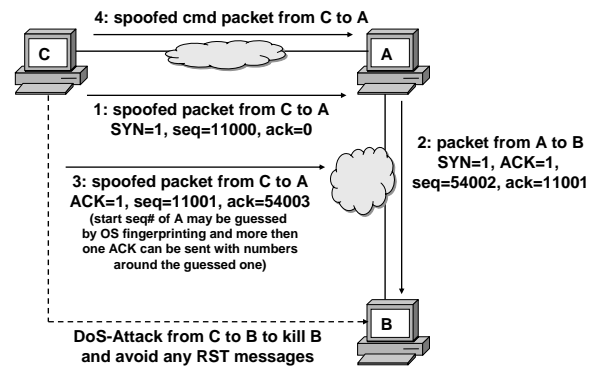 4: spoofed cmd packet from C to A
C
A
1: spoofed packet from C to A
SYN=1, seq=11000, ack=0
2: packet from A to B
SYN=1, ACK=1,
seq=54002, ack=11001
3: spoofed packet from C to A
ACK=1, seq=11001, ack=54003
(start seq# of A may be guessed
by OS fingerprinting and more then
one ACK can be sent with numbers
around the guessed one)
B
DoS-Attack from C to B to kill B
and avoid any RST messages